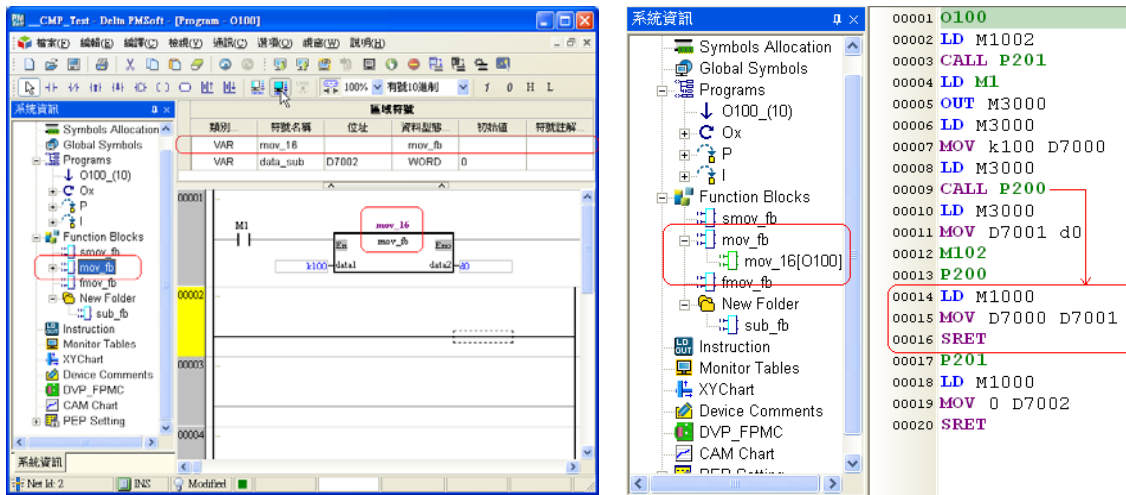 __CMP_Test - Delta PMSoft - [Program - O100]
檔案(F) 編輯(E) 編譯(C) 檢視(V) 通訊(C) 選項(O) 視窗(W) 說明(H)
100% 有號10進制 1 0 H L
系統資訊
Symbols Allocation
Global Symbols
Programs
O100_(10)
Ox
P
I
Function Blocks
smov_fb
mov_fb
fmov_fb
New Folder
sub_fb
Instruction
Monitor Tables
XYChart
Device Comments
DVP_FPMC
CAM Chart
PEP Setting
系統資訊
區域符號
類別... 符號名稱 位址 資料型態... 初始值 符號註解...
VAR mov_16 mov_fb
VAR data_sub D7002 WORD 0
00001
M1
mov_16
En mov_fb Eno
k100 data1 data2 d0
00002
00003
00004
Net Id: 2 INS Modified
系統資訊
Symbols Allocation
Global Symbols
Programs
O100_(10)
Ox
P
I
Function Blocks
smov_fb
mov_fb
mov_16[O100]
fmov_fb
New Folder
sub_fb
Instruction
Monitor Tables
XYChart
Device Comments
DVP_FPMC
CAM Chart
PEP Setting
00001 O100
00002 LD M1002
00003 CALL P201
00004 LD M1
00005 OUT M3000
00006 LD M3000
00007 MOV k100 D7000
00008 LD M3000
00009 CALL P200
00010 LD M3000
00011 MOV D7001 d0
00012 M102
00013 P200
00014 LD M1000
00015 MOV D7000 D7001
00016 SRET
00017 P201
00018 LD M1000
00019 MOV 0 D7002
00020 SRET